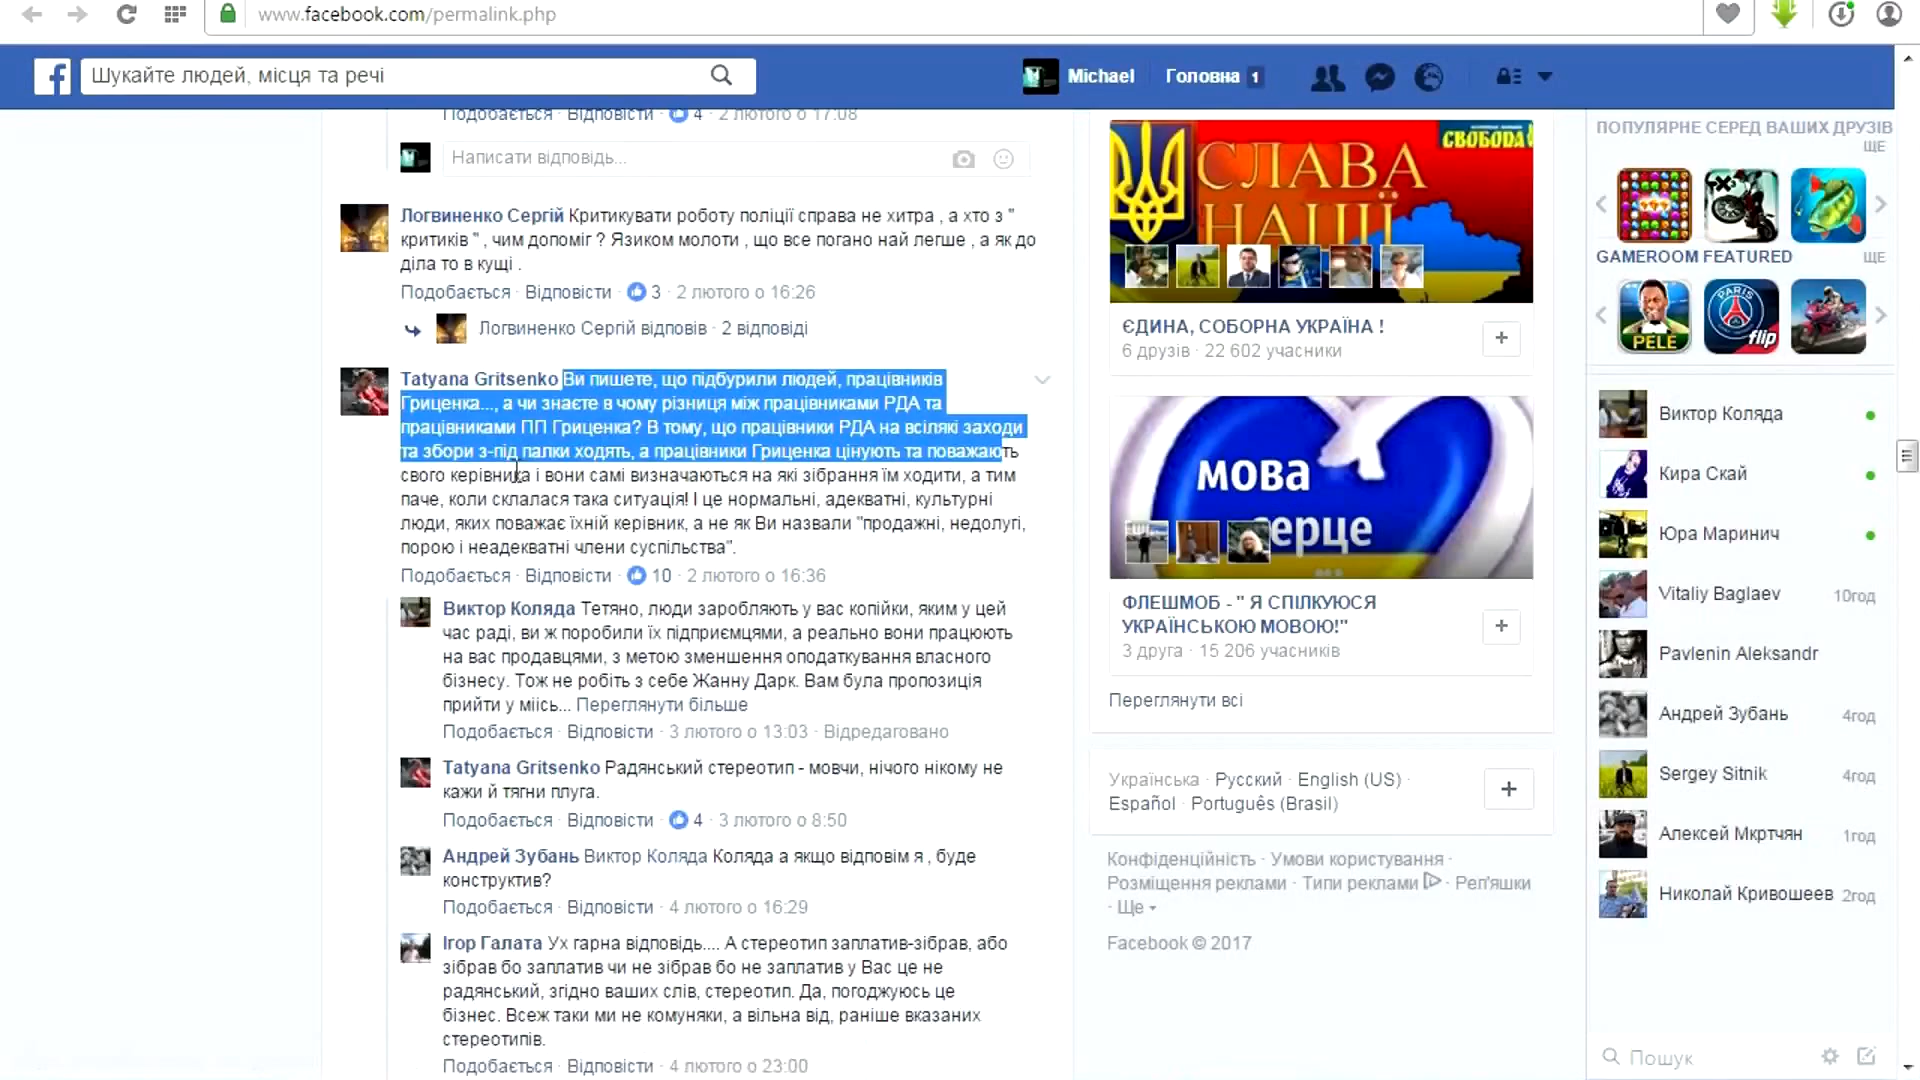 www.facebook.com/permalink.php
Шукайте людей, місця та речі
Michael
Головна 1
Подобається · Відповісти · 4 · 2 лютого о 17:08
Написати відповідь...
Логвиненко Сергій Критикувати роботу поліції справа не хитра , а хто з "
критиків " , чим допоміг ? Язиком молоти , що все погано най легше , а як до
діла то в кущі .
Подобається · Відповісти · 3 · 2 лютого о 16:26
Логвиненко Сергій відповів · 2 відповіді
Tatyana Gritsenko Ви пишете, що підбурили людей, працівників
Гриценка..., а чи знаєте в чому різниця між працівниками РДА та
працівниками ПП Гриценка? В тому, що працівники РДА на всілякі заходи
та збори з-під палки ходять, а працівники Гриценка цінують та поважають
свого керівника і вони самі визначаються на які зібрання їм ходити, а тим
паче, коли склалася така ситуація! І це нормальні, адекватні, культурні
люди, яких поважає їхній керівник, а не як Ви назвали "продажні, недолугі,
порою і неадекватні члени суспільства".
Подобається · Відповісти · 10 · 2 лютого о 16:36
Виктор Коляда Тетяно, люди заробляють у вас копійки, яким у цей
час раді, ви ж поробили їх підприємцями, а реально вони працюють
на вас продавцями, з метою зменшення оподаткування власного
бізнесу. Тож не робіть з себе Жанну Дарк. Вам була пропозиція
прийти у міісь... Переглянути більше
Подобається · Відповісти · 3 лютого о 13:03 · Відредаговано
Tatyana Gritsenko Радянський стереотип - мовчи, нічого нікому не
кажи й тягни плуга.
Подобається · Відповісти · 4 · 3 лютого о 8:50
Андрей Зубань Виктор Коляда Коляда а якщо відповім я , буде
конструктив?
Подобається · Відповісти · 4 лютого о 16:29
Ігор Галата Ух гарна відповідь.... А стереотип заплатив-зібрав, або
зібрав бо заплатив чи не зібрав бо не заплатив у Вас це не
радянський, згідно ваших слів, стереотип. Да, погоджуюсь це
бізнес. Всеж таки ми не комуняки, а вільна від, раніше вказаних
стереотипів.
Подобається · Відповісти · 4 лютого о 23:00
СВОБОДА
СЛАВА
НАЦІЇ
ЄДИНА, СОБОРНА УКРАЇНА !
6 друзів · 22 602 учасники
мова
серце
ФЛЕШМОБ - " Я СПІЛКУЮСЯ
УКРАЇНСЬКОЮ МОВОЮ!"
3 друга · 15 206 учасників
Переглянути всі
Українська · Русский · English (US) ·
Español · Português (Brasil)
Конфіденційність · Умови користування ·
Розміщення реклами · Типи реклами · Реп'яшки
· Ще
Facebook © 2017
ПОПУЛЯРНЕ СЕРЕД ВАШИХ ДРУЗІВ
ЩЕ
GAMEROOM FEATURED ЩЕ
PELE
PARIS
flip
Виктор Коляда
Кира Скай
Юра Маринич
Vitaliy Baglaev 10год
Pavlenin Aleksandr
Андрей Зубань 4год
Sergey Sitnik 4год
Алексей Мкртчян 1год
Николай Кривошеев 2год
Пошук